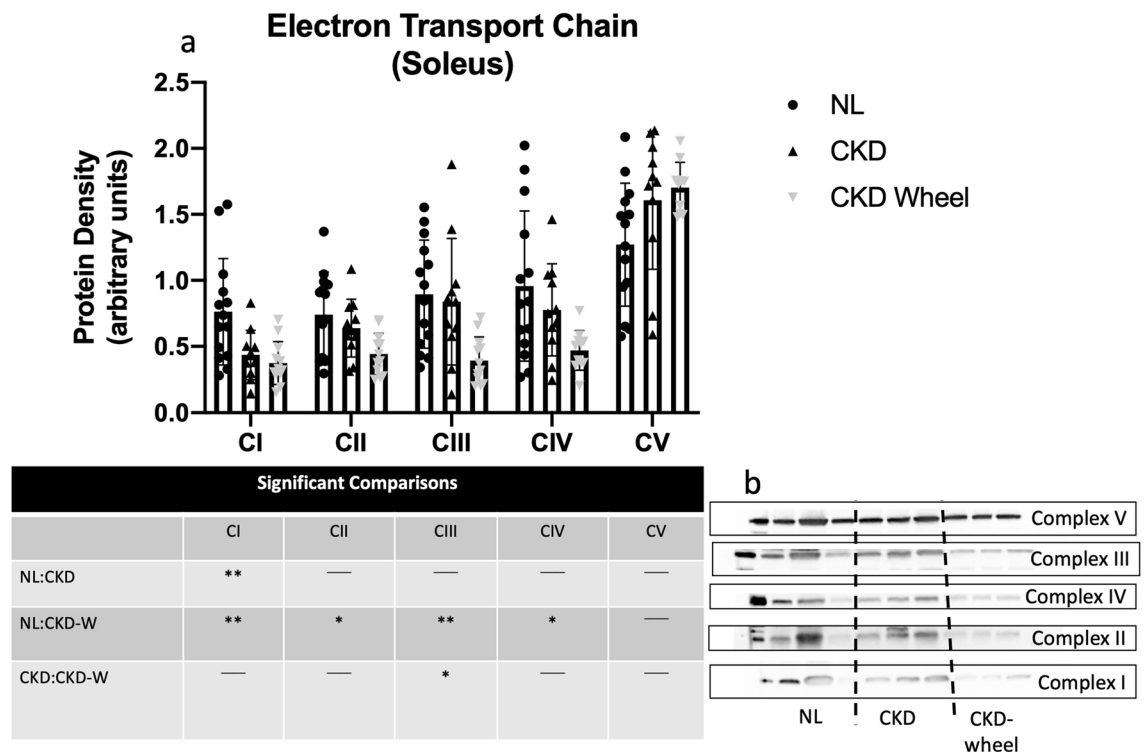 a
Electron Transport Chain
(Soleus)
Protein Density
(arbitrary units)
2.5
2.0
1.5
1.0
0.5
0.0
CI CII CIII CIV CV
NL
CKD
CKD Wheel
Significant Comparisons
CI CII CIII CIV CV
NL:CKD ** — — — —
NL:CKD-W ** * ** * —
CKD:CKD-W — — * — —
b
Complex V
Complex III
Complex IV
Complex II
Complex I
NL CKD CKD-
wheel